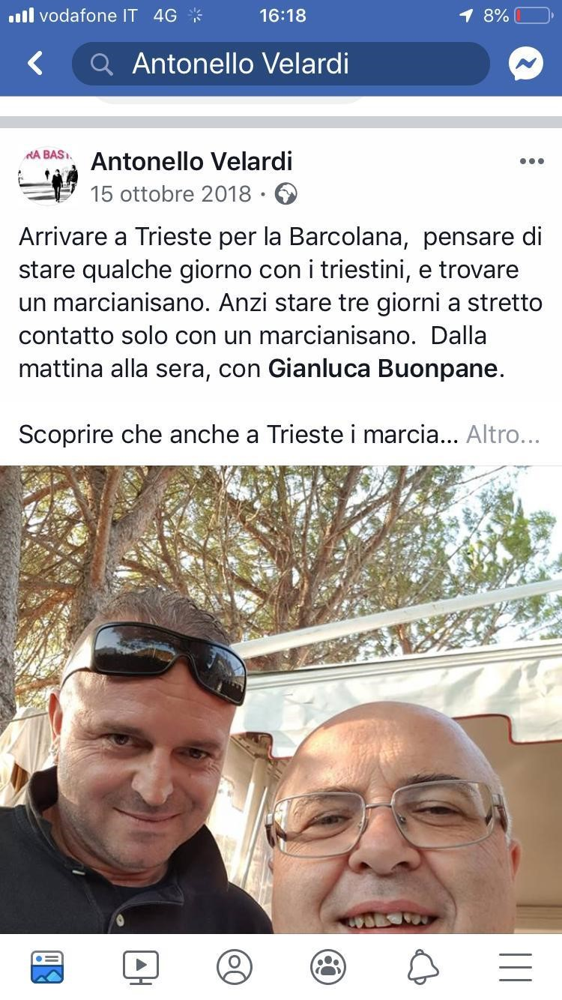 vodafone IT 4G 16:18 8%
Antonello Velardi
RA BAST
Antonello Velardi
15 ottobre 2018 ·
Arrivare a Trieste per la Barcolana, pensare di
stare qualche giorno con i triestini, e trovare
un marcianisano. Anzi stare tre giorni a stretto
contatto solo con un marcianisano. Dalla
mattina alla sera, con Gianluca Buonpane.
Scoprire che anche a Trieste i marcia... Altro...